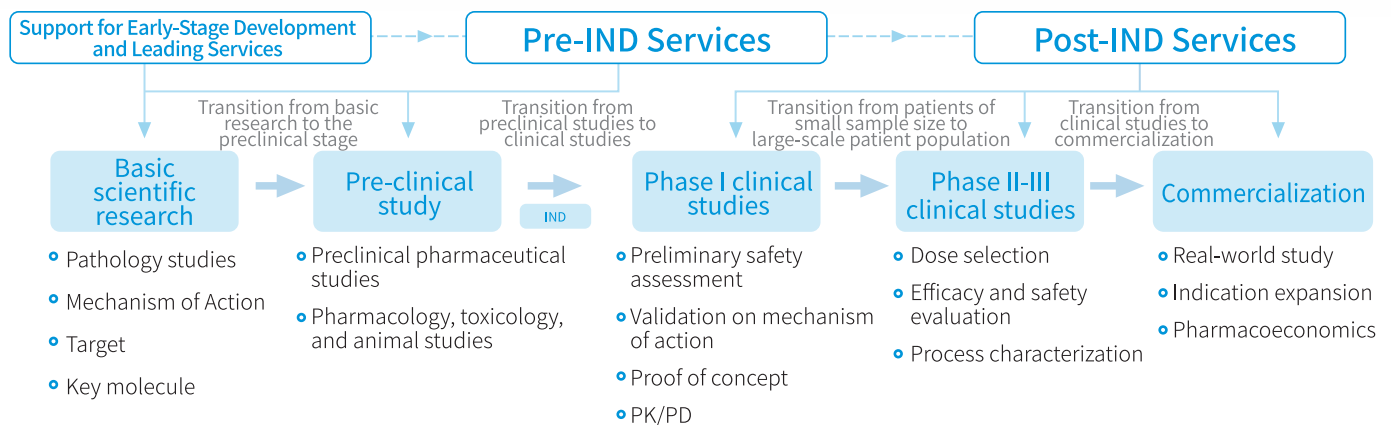 Support for Early-Stage Development
and Leading Services
Pre-IND Services
Post-IND Services
Transition from basic
research to the
preclinical stage
Transition from
preclinical studies to
clinical studies
Transition from patients of
small sample size to
large-scale patient population
Transition from
clinical studies to
commercialization
Basic
scientific
research
Pre-clinical
study
IND
Phase I clinical
studies
Phase II-III
clinical studies
Commercialization
Pathology studies
Mechanism of Action
Target
Key molecule
Preclinical pharmaceutical
studies
Pharmacology, toxicology,
and animal studies
Preliminary safety
assessment
Validation on mechanism
of action
Proof of concept
PK/PD
Dose selection
Efficacy and safety
evaluation
Process characterization
Real-world study
Indication expansion
Pharmacoeconomics